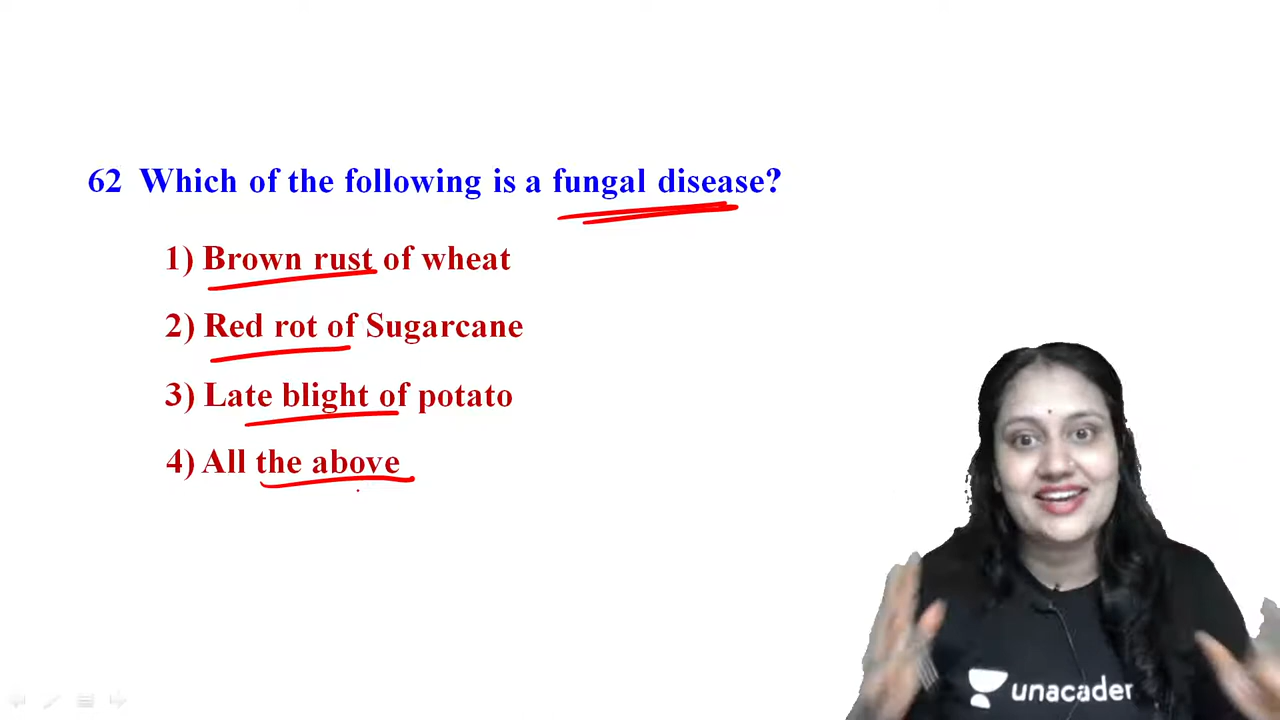 62 Which of the following is a fungal disease?
1) Brown rust of wheat
2) Red rot of Sugarcane
3) Late blight of potato
4) All the above
unacader